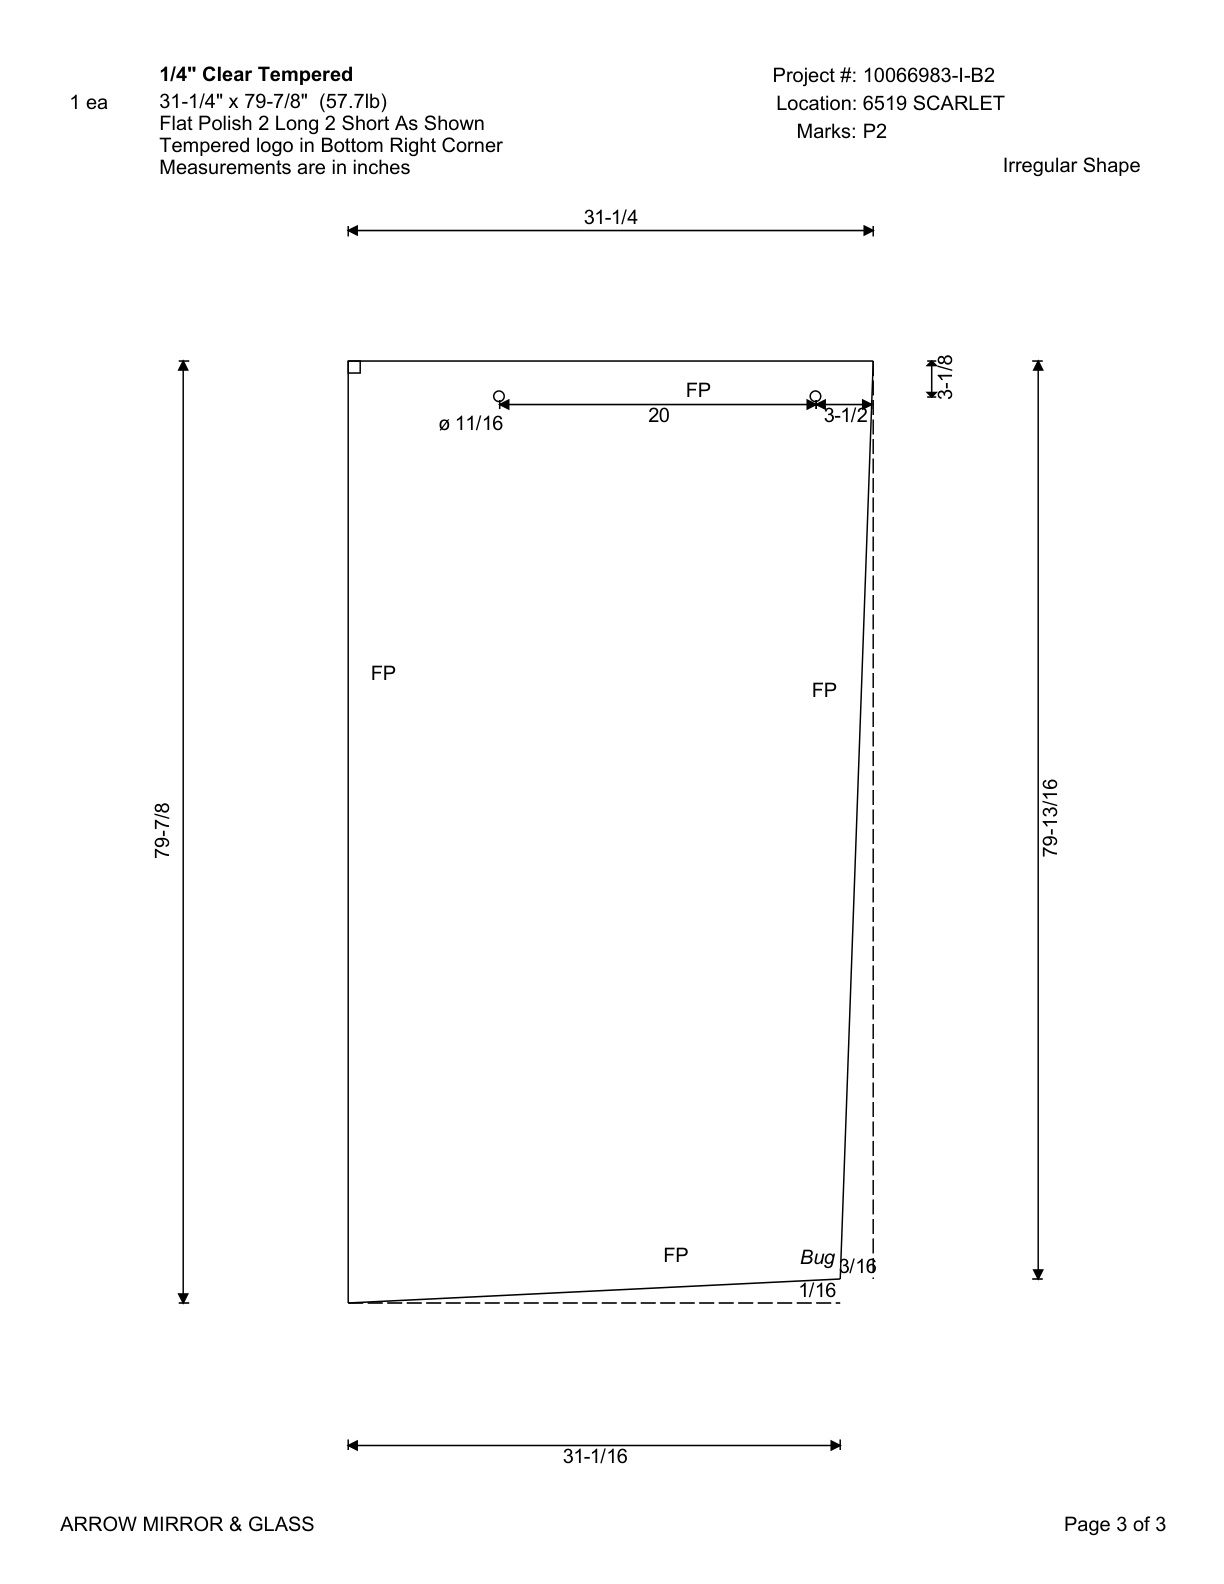 1/4" Clear Tempered
1 ea
31-1/4" x 79-7/8" (57.7lb)
Flat Polish 2 Long 2 Short As Shown
Tempered logo in Bottom Right Corner
Measurements are in inches
Project #: 10066983-I-B2
Location: 6519 SCARLET
Marks: P2
Irregular Shape
31-1/4
3-1/8
FP
20
3-1/2
ø 11/16
FP
FP
79-7/8
79-13/16
FP
Bug
3/16
1/16
31-1/16
ARROW MIRROR & GLASS
Page 3 of 3